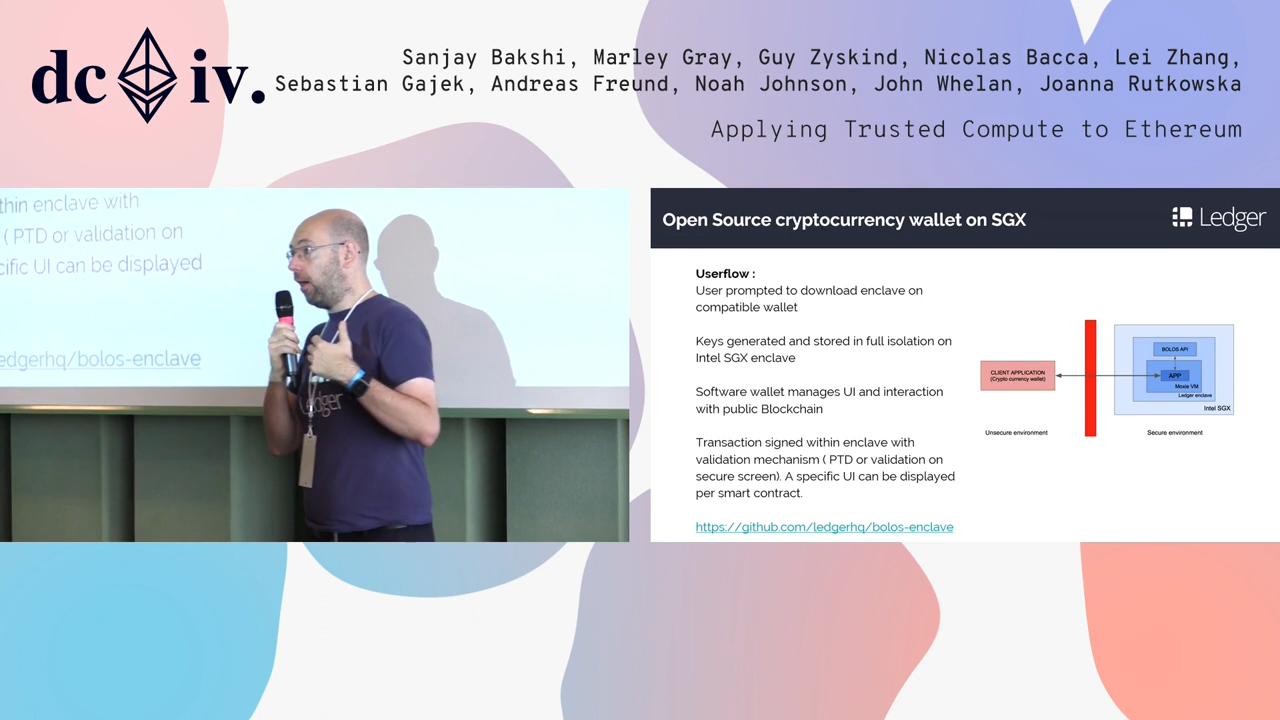 dc iv.
Sanjay Bakshi, Marley Gray, Guy Zyskind, Nicolas Bacca, Lei Zhang,
Sebastian Gajek, Andreas Freund, Noah Johnson, John Whelan, Joanna Rutkowska
Applying Trusted Compute to Ethereum
thin enclave with
( PTD or validation on
cific UI can be displayed
edgerhq/bolos-enclave
Ledger
Open Source cryptocurrency wallet on SGX
Ledger
Userflow :
User prompted to download enclave on
compatible wallet
Keys generated and stored in full isolation on
Intel SGX enclave
Software wallet manages UI and interaction
with public Blockchain
Transaction signed within enclave with
validation mechanism ( PTD or validation on
secure screen). A specific UI can be displayed
per smart contract.
https://github.com/ledgerhq/bolos-enclave
CLIENT APPLICATION
(Crypto currency wallet)
Unsecure environment
BOLOS API
APP
Moxie VM
Ledger enclave
Intel SGX
Secure environment